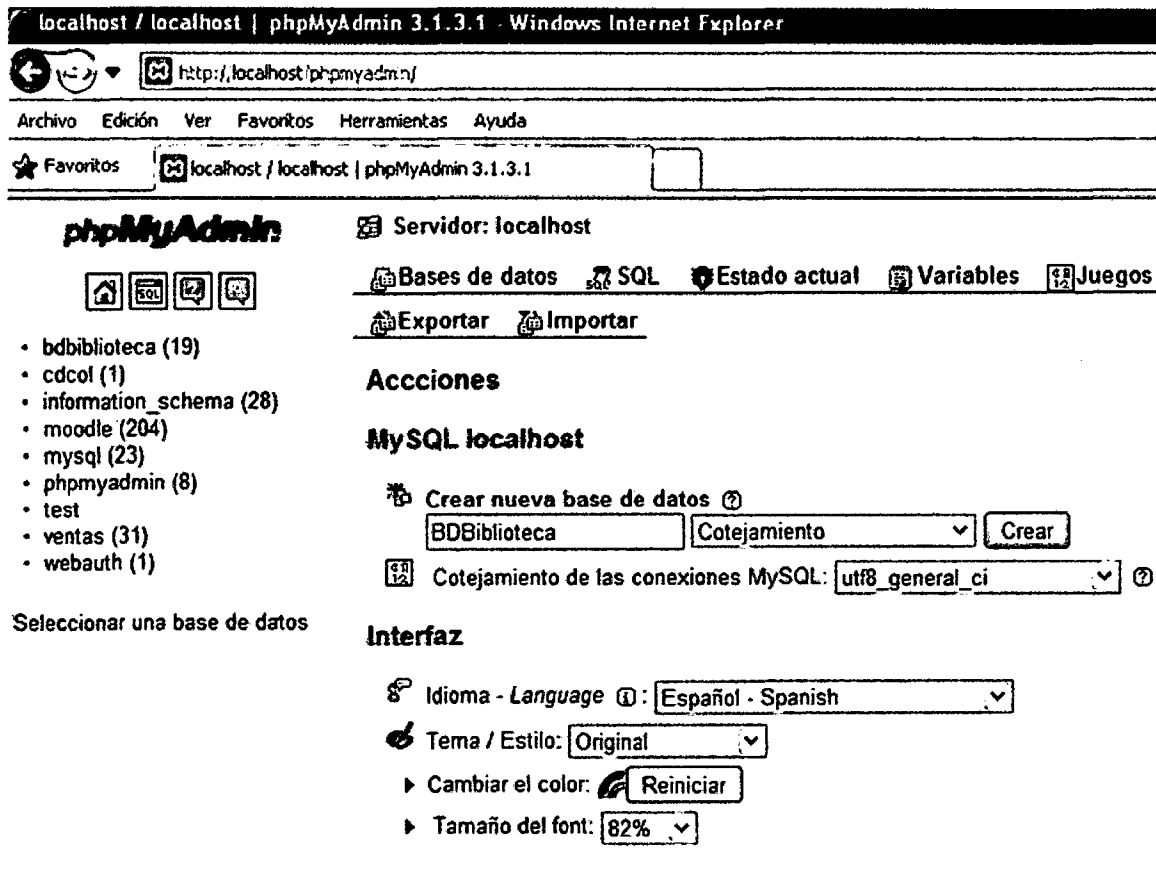 localhost / localhost | phpMyAdmin 3.1.3.1 - Windows Internet Explorer
http://localhost/phpmyadmin/
Archivo Edición Ver Favoritos Herramientas Ayuda
Favoritos localhost / localhost | phpMyAdmin 3.1.3.1
phpMyAdmin
Servidor: localhost
Bases de datos SQL Estado actual Variables Juegos
Exportar Importar
SQL
bdbiblioteca (19)
cdcol (1)
information_schema (28)
moodle (204)
mysql (23)
phpmyadmin (8)
test
ventas (31)
webauth (1)
Seleccionar una base de datos
Accciones
MySQL localhost
Crear nueva base de datos
BDBiblioteca Cotejamiento Crear
Cotejamiento de las conexiones MySQL: utf8_general_ci
Interfaz
Idioma - Language : Español - Spanish
Tema / Estilo: Original
Cambiar el color: Reiniciar
Tamaño del font: 82%